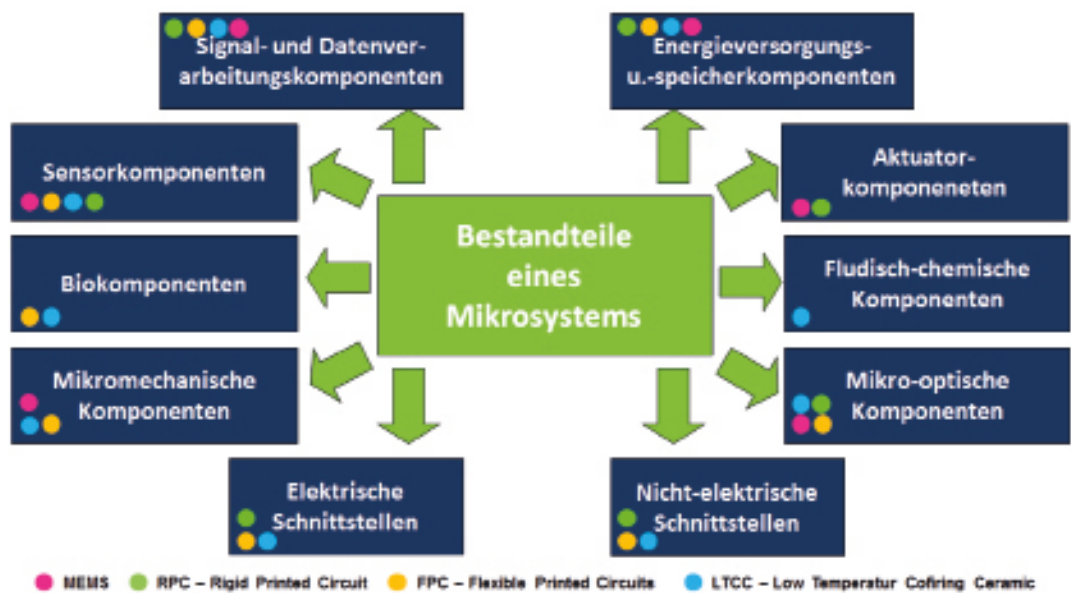 Signal- und Datenver-
arbeitungskomponenten
Energieversorgungs-
u.-speicherkomponenten
Sensorkomponenten
Aktuator-
komponeneten
Bestandteile
eines
Mikrosystems
Biokomponenten
Fludisch-chemische
Komponenten
Mikromechanische
Komponenten
Mikro-optische
Komponenten
Elektrische
Schnittstellen
Nicht-elektrische
Schnittstellen
MEMS RPC – Rigid Printed Circuit FPC – Flexible Printed Circuits LTCC – Low Temperatur Cofiring Ceramic